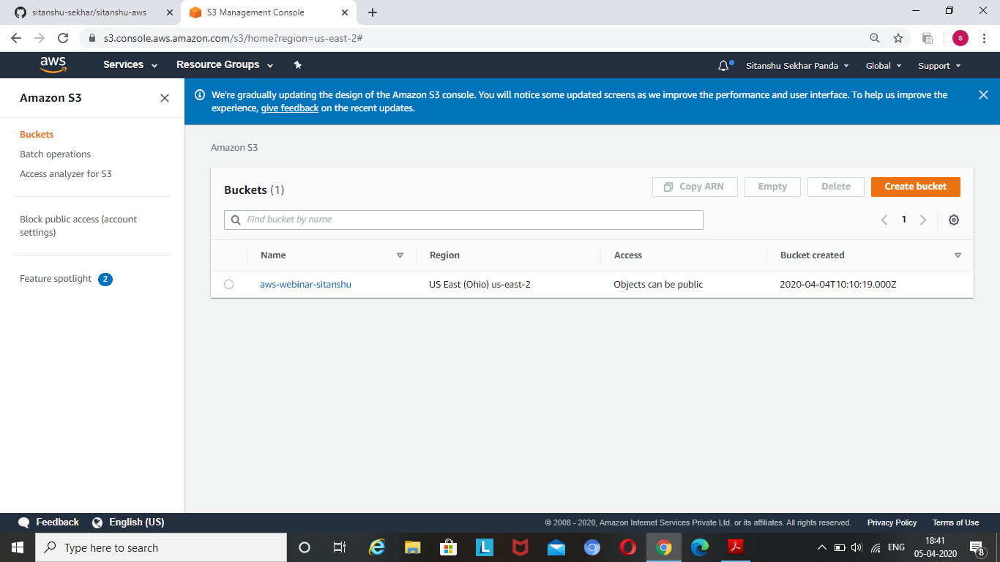 sitanshu-sekhar/sitanshu-aws
S3 Management Console
s3.console.aws.amazon.com/s3/home?region=us-east-2#
s
aws
Services
Resource Groups
Sitanshu Sekhar Panda
Global
Support
Amazon S3
We're gradually updating the design of the Amazon S3 console. You will notice some updated screens as we improve the performance and user interface. To help us improve the
experience, give feedback on the recent updates.
Buckets
Batch operations
Access analyzer for S3
Block public access (account
settings)
Feature spotlight 2
Amazon S3
Buckets (1)
Copy ARN
Empty
Delete
Create bucket
Find bucket by name
1
Name Region Access Bucket created
aws-webinar-sitanshu US East (Ohio) us-east-2 Objects can be public 2020-04-04T10:10:19.000Z
Feedback
English (US)
© 2008 - 2020, Amazon Internet Services Private Ltd. or its affiliates. All rights reserved.
Privacy Policy
Terms of Use
Type here to search
L
ENG
18:41
05-04-2020
8